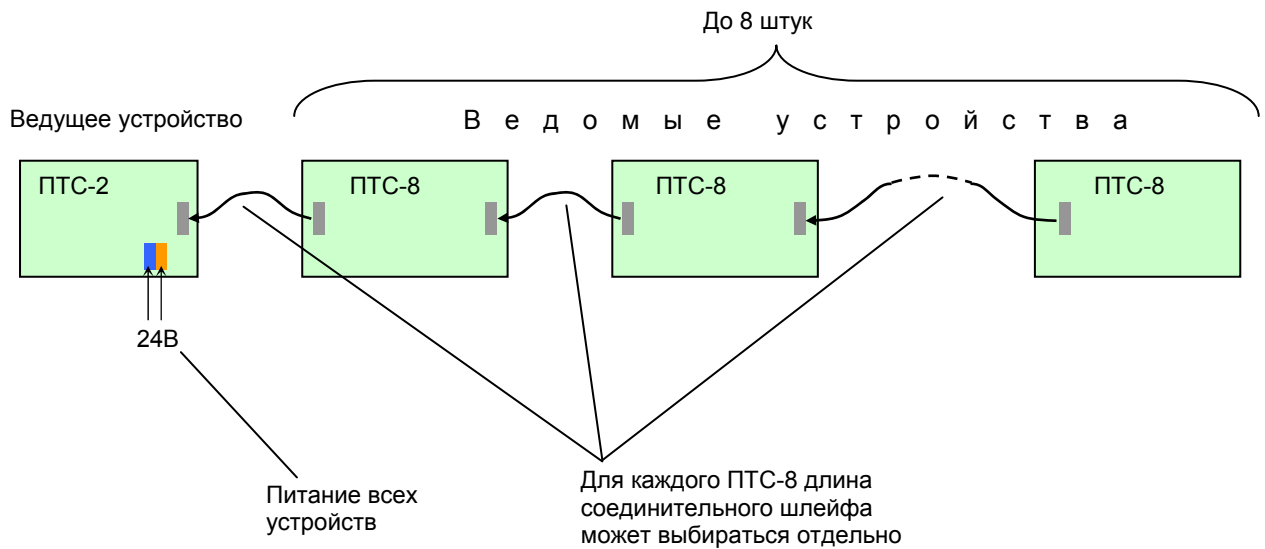 До 8 штук
Ведущее устройство
В е д о м ы е у с т р о й с т в а
ПТС-2
ПТС-8
ПТС-8
ПТС-8
24В
Питание всех
устройств
Для каждого ПТС-8 длина
соединительного шлейфа
может выбираться отдельно